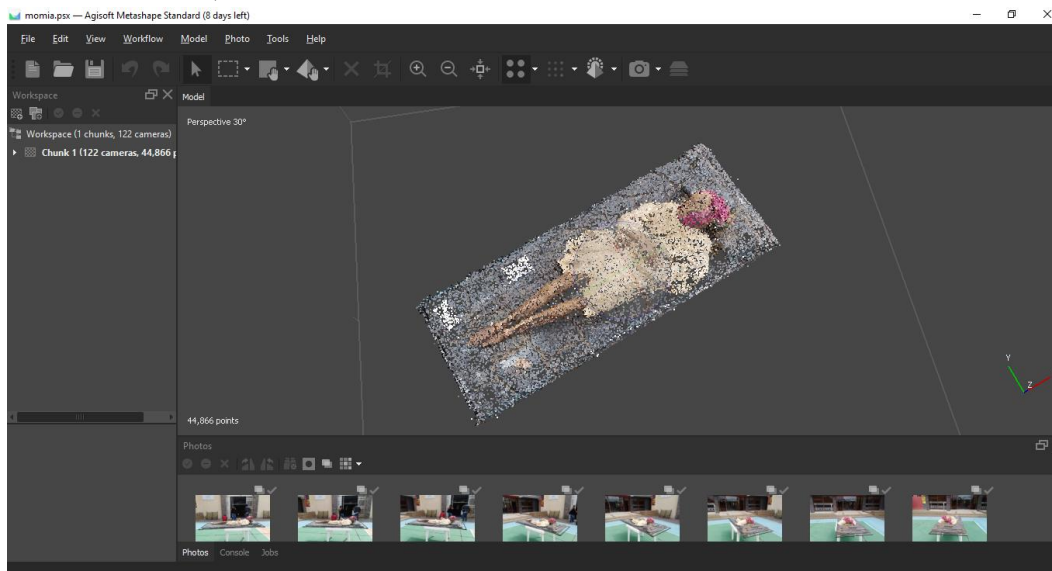 momia.psx — Agisoft Metashape Standard (8 days left)
File Edit View Workflow Model Photo Tools Help
Workspace
Model
Workspace (1 chunks, 122 cameras)
Chunk 1 (122 cameras, 44,866 p
Perspective 30°
Y
Z
44,866 points
Photos
Photos Console Jobs